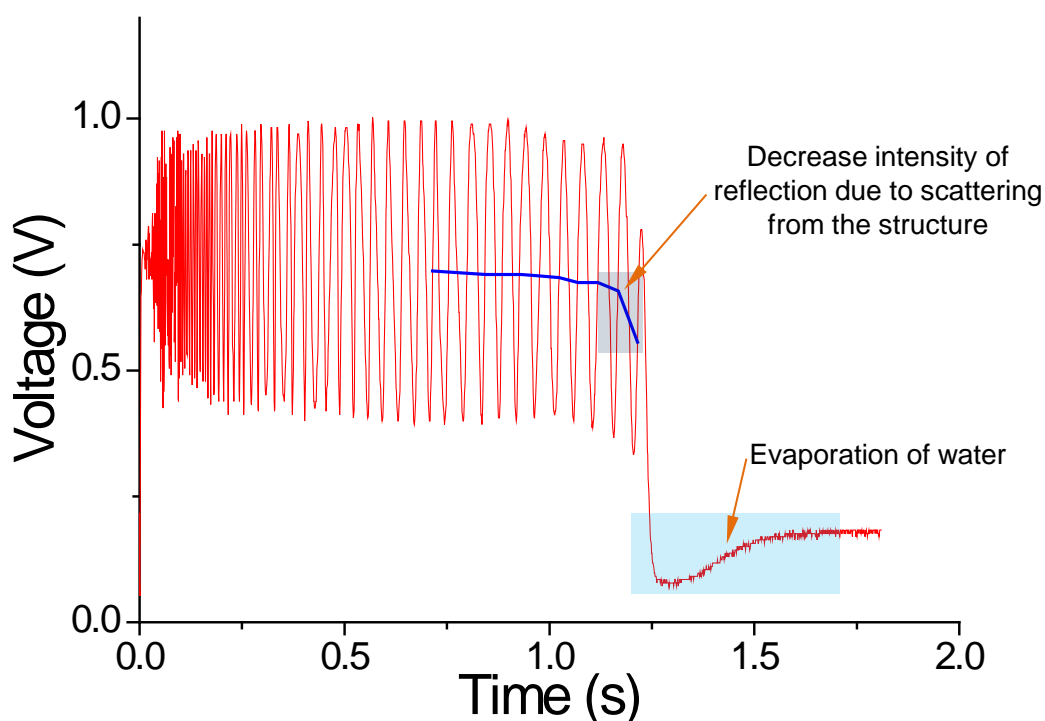 1.0
Decrease intensity of
reflection due to scattering
from the structure
Voltage (V)
0.5
Evaporation of water
0.0
0.0 0.5 1.0 1.5 2.0
Time (s)